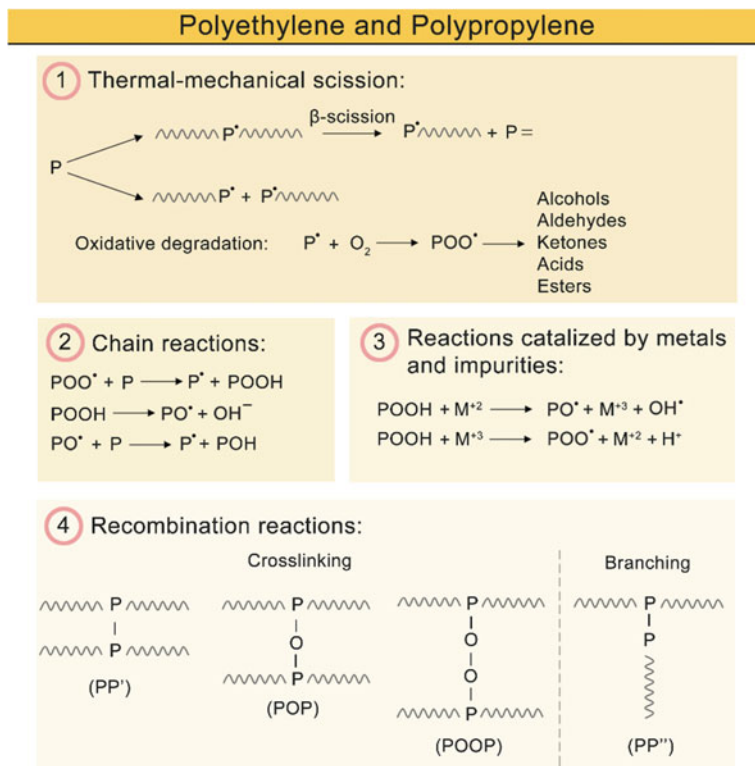 Polyethylene and Polypropylene
1 Thermal-mechanical scission:
P
P• β-scission P• + P=
P• + P•
Oxidative degradation: P• + O₂ → POO• →
Alcohols
Aldehydes
Ketones
Acids
Esters
2 Chain reactions:
POO• + P → P• + POOH
POOH → PO• + OH⁻
PO• + P → P• + POH
3 Reactions catalized by metals
and impurities:
POOH + M⁺² → PO• + M⁺³ + OH•
POOH + M⁺³ → POO• + M⁺² + H⁺
4 Recombination reactions:
Crosslinking
P
P
(PP')
P
O
P
(POP)
P
O
O
P
(POOP)
Branching
P
P
(PP'')